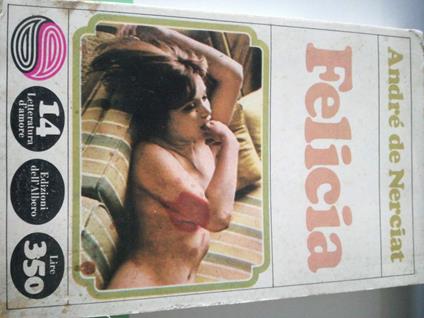 André de Nerciat
Felicia
14
Letteratura
d'amore
Edizioni
dell'Albero
Lire
350